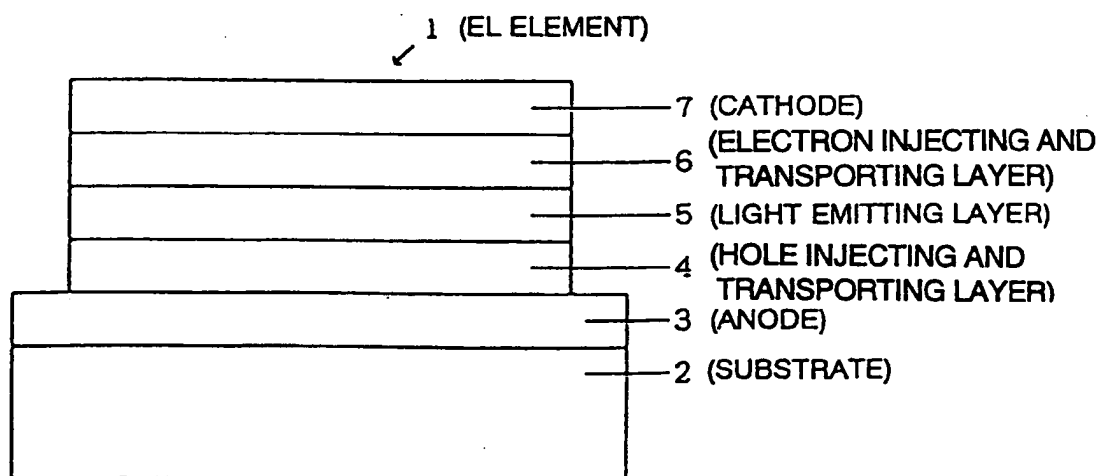 1 (EL ELEMENT)
7 (CATHODE)
6 (ELECTRON INJECTING AND
TRANSPORTING LAYER)
5 (LIGHT EMITTING LAYER)
4 (HOLE INJECTING AND
TRANSPORTING LAYER)
3 (ANODE)
2 (SUBSTRATE)